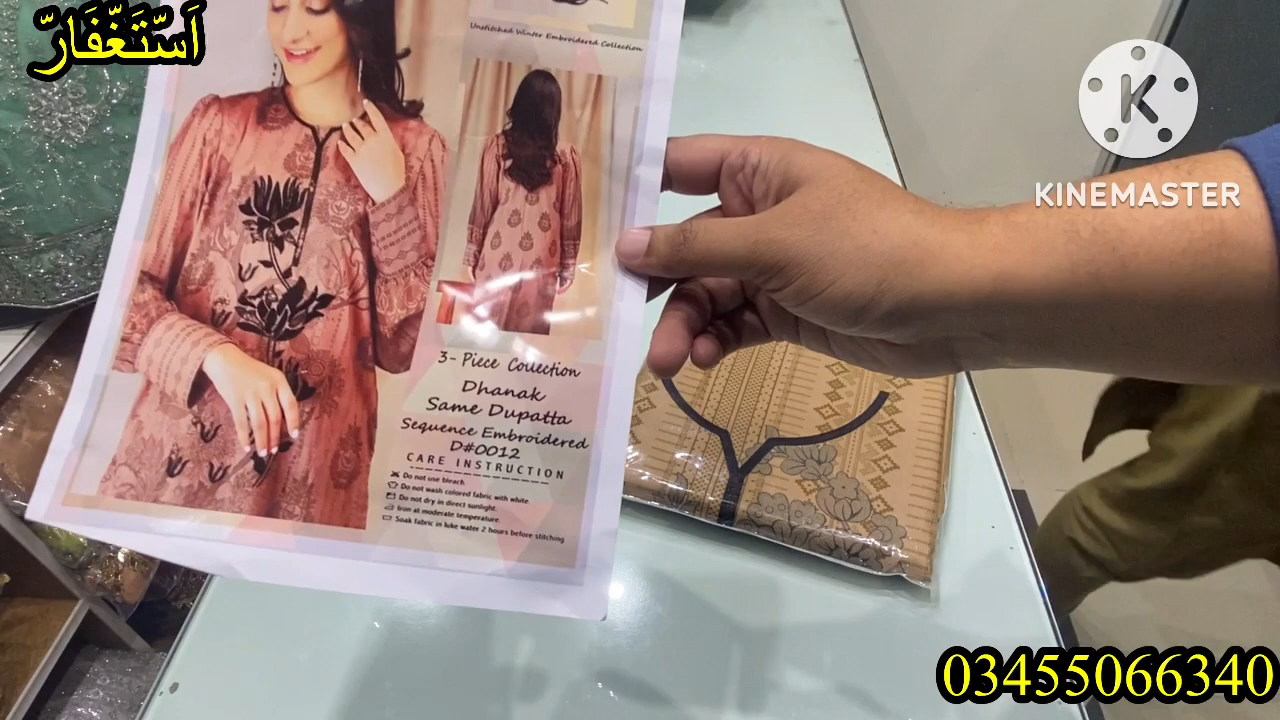 اَسّتَغّفَارّ
Unstitched Winter Embroidered Collection
K
KINEMASTER
3- Piece Collection
Dhanak
Same Dupatta
Sequence Embroidered
D#0012
CARE INSTRUCTION
Do not use bleach.
Do not wash colored fabric with white.
Do not dry in direct sunlight.
Iron at moderate temperature.
Soak fabric in luke water 2 hours before stitching
03455066340